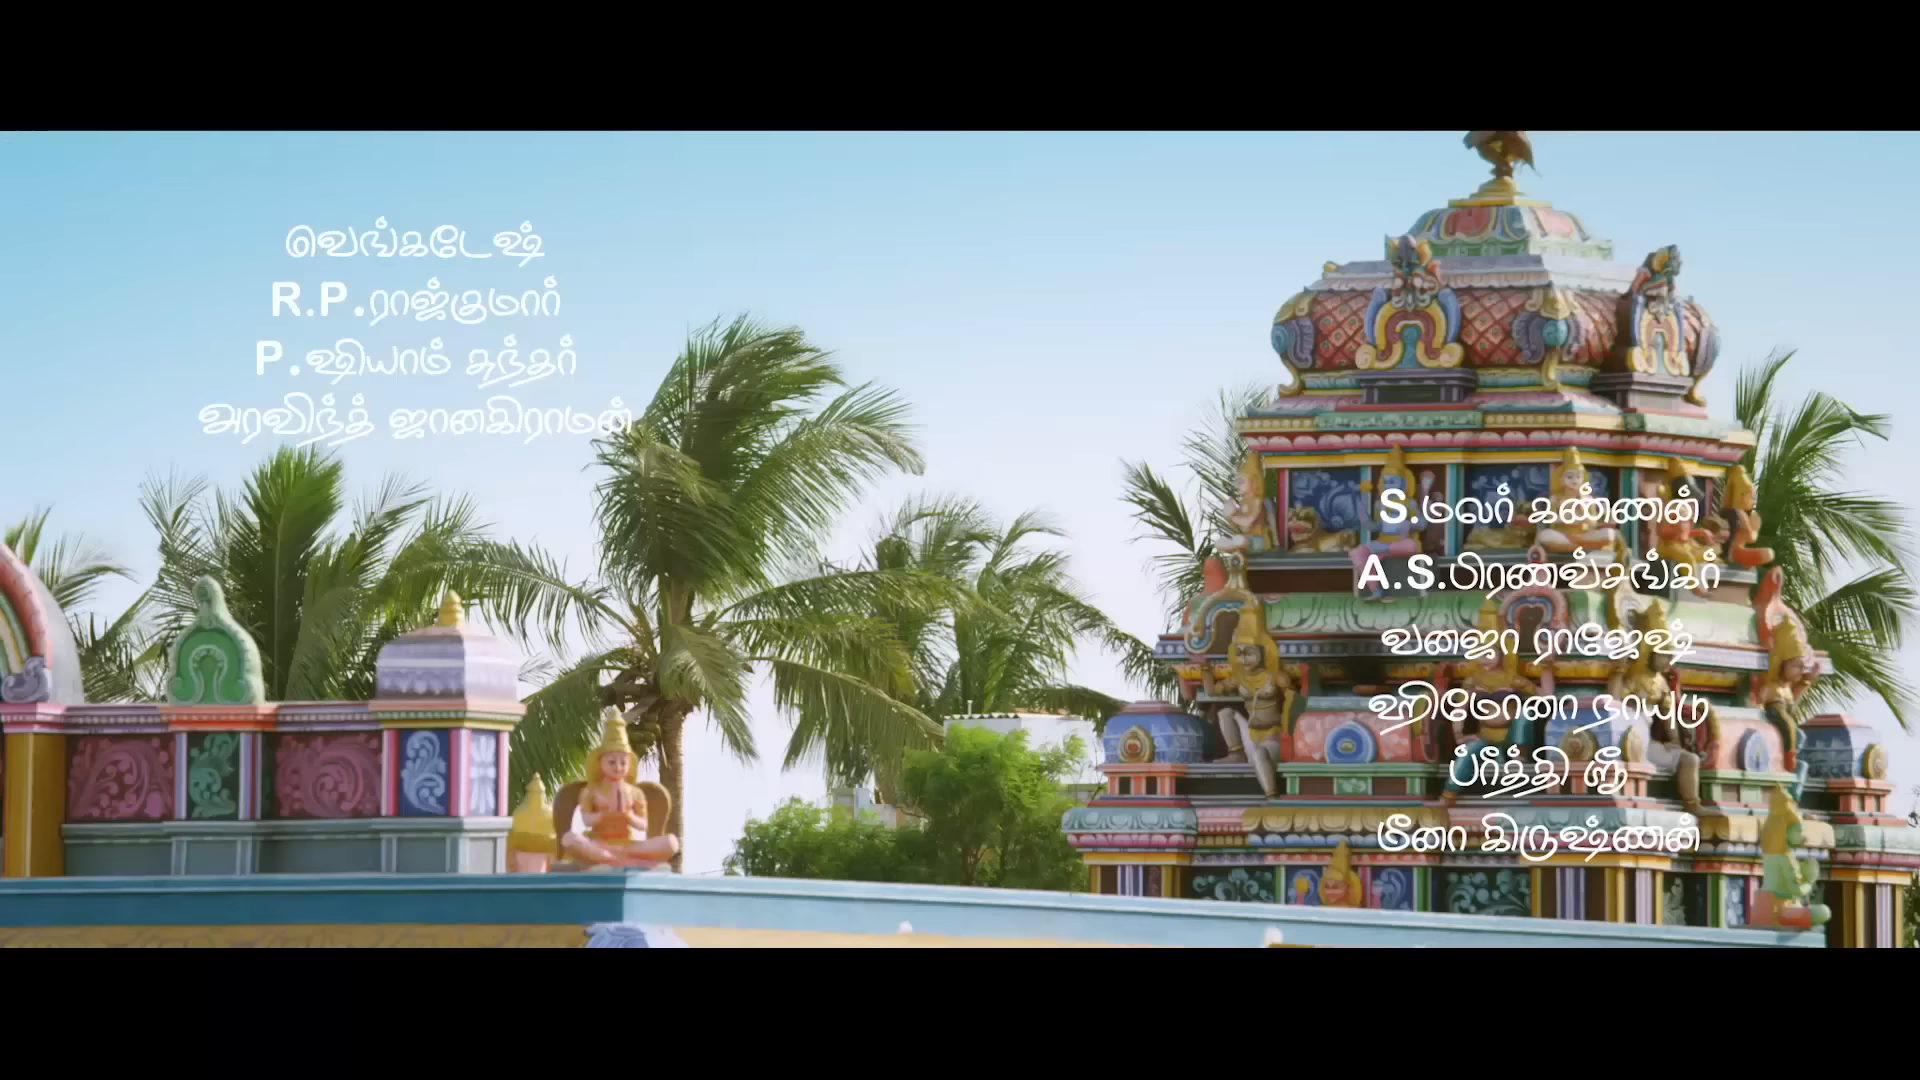 வெங்கடேஷ்
R.P.ராஜ்குமார்
P.ஷியாம் சுந்தர்
அரவிந்த் ஜானகிராமன்
S.மலர் கண்ணன்
A.S.பிரணவ்சங்கர்
வனஜா ராஜேஷ்
ஹிமோனா நாயுடு
ப்ரீத்தி ஸ்ரீ
மீனா கிருஷ்ணன்